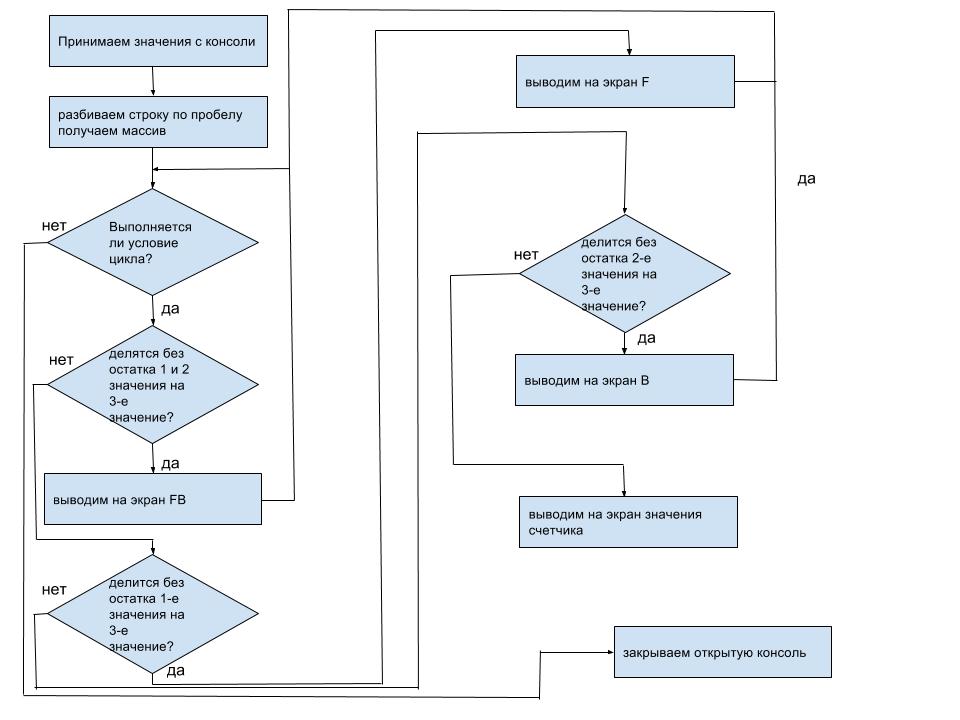 Принимаем значения с консоли
разбиваем строку по пробелу
получаем массив
нет
Выполняется
ли условие
цикла?
да
нет
делятся без
остатка 1 и 2
значения на
3-е
значение?
да
выводим на экран FB
нет
делится без
остатка 1-е
значения на
3-е
значение?
да
выводим на экран F
да
нет
делится без
остатка 2-е
значения на
3-е
значение?
да
выводим на экран B
выводим на экран значения
счетчика
закрываем открытую консоль